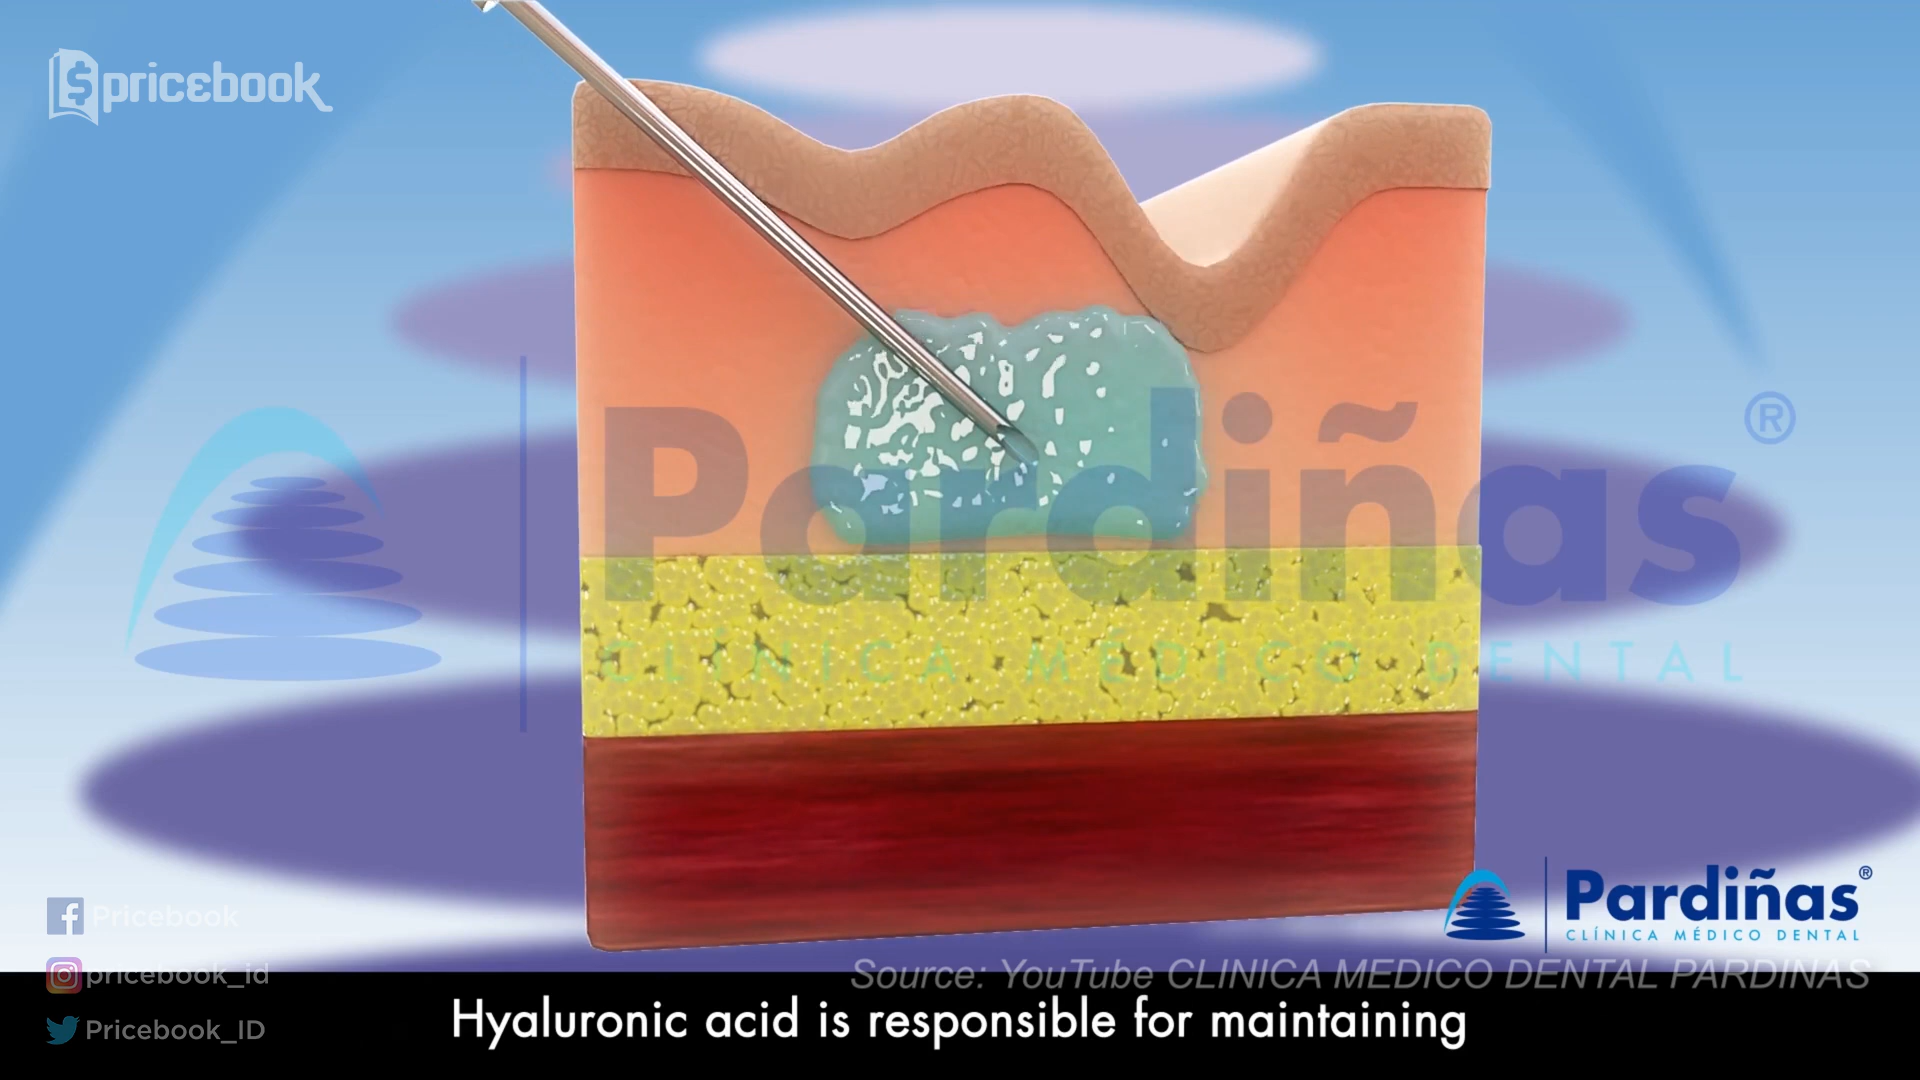 pricebook
Pardiñas®
CLÍNICA MÉDICO DENTAL
Pardiñas®
CLÍNICA MÉDICO DENTAL
Pricebook
pricebook_id
Pricebook_ID
Source: YouTube CLINICA MEDICO DENTAL PARDINAS
Hyaluronic acid is responsible for maintaining